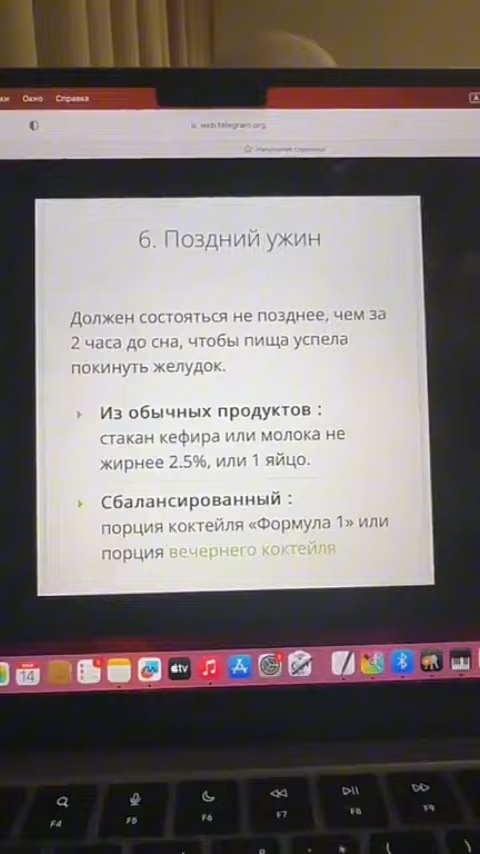 Окно Справка
web.telegram.org
6. Поздний ужин
Должен состояться не позднее, чем за
2 часа до сна, чтобы пища успела
покинуть желудок.
Из обычных продуктов :
стакан кефира или молока не
жирнее 2.5%, или 1 яйцо.
Сбалансированный :
порция коктейля «Формула 1» или
порция вечернего коктейля
14
tv
F4 F5 F6 F7 F8 F9